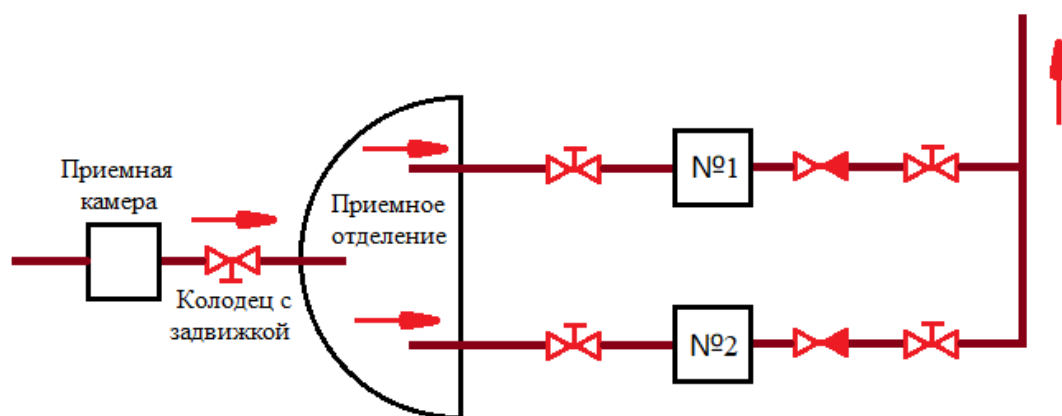 Приемная
камера
Колодец с
задвижкой
Приемное
отделение
№1
№2